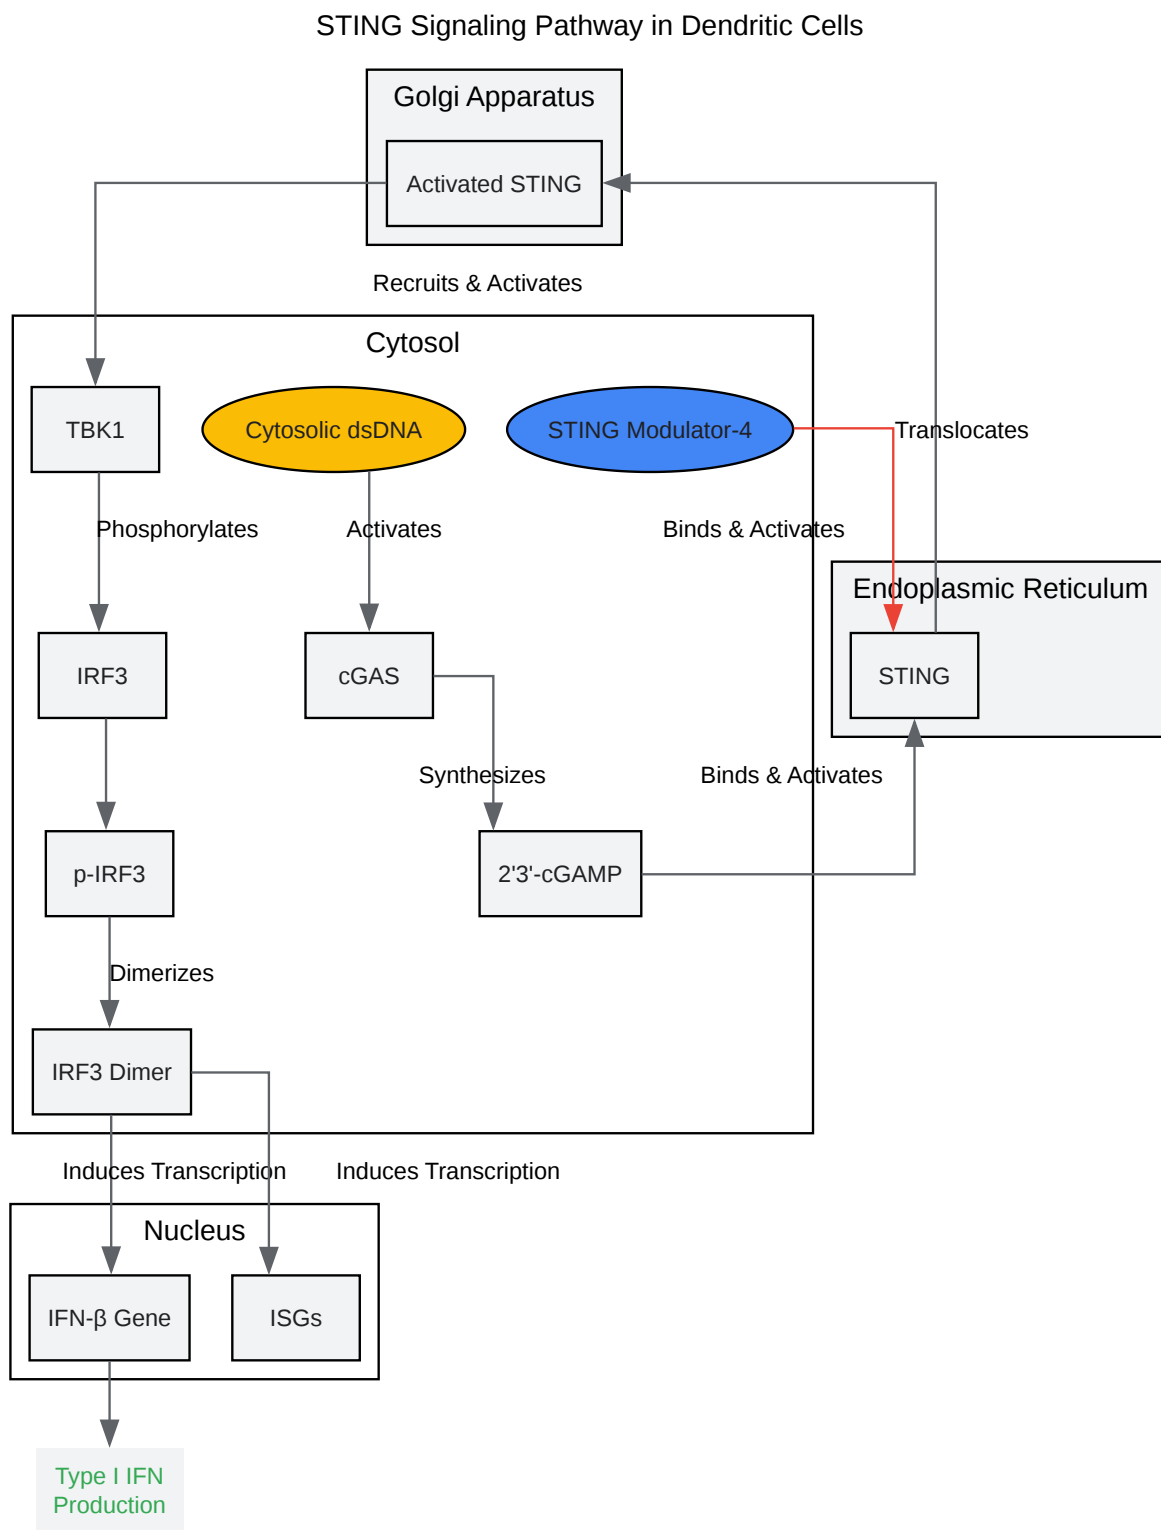 STING Signaling Pathway in Dendritic Cells
Golgi Apparatus
Activated STING
Recruits & Activates
Cytosol
TBK1
Cytosolic dsDNA
STING Modulator-4
Translocates
Phosphorylates
Activates
Binds & Activates
Endoplasmic Reticulum
IRF3
cGAS
STING
Synthesizes
Binds & Activates
p-IRF3
2'3'-cGAMP
Dimerizes
IRF3 Dimer
Induces Transcription
Induces Transcription
Nucleus
IFN-β Gene
ISGs
Type I IFN
Production